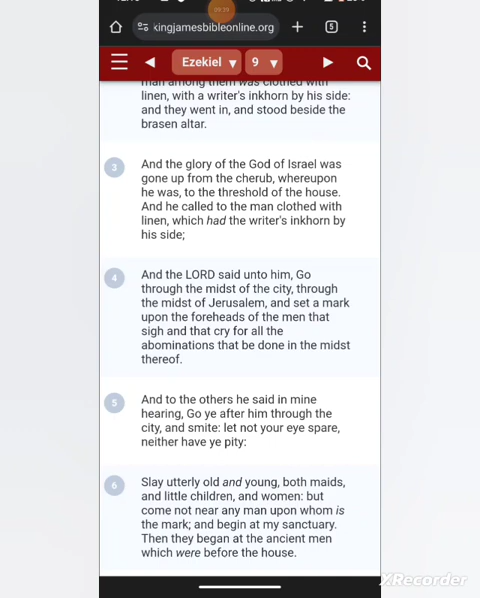 09:39
kingjamesbibleonline.org
5
Ezekiel ▼
9 ▼
man among them was clothed with
linen, with a writer's inkhorn by his side:
and they went in, and stood beside the
brasen altar.
3
And the glory of the God of Israel was
gone up from the cherub, whereupon
he was, to the threshold of the house.
And he called to the man clothed with
linen, which had the writer's inkhorn by
his side;
4
And the LORD said unto him, Go
through the midst of the city, through
the midst of Jerusalem, and set a mark
upon the foreheads of the men that
sigh and that cry for all the
abominations that be done in the midst
thereof.
5
And to the others he said in mine
hearing, Go ye after him through the
city, and smite: let not your eye spare,
neither have ye pity:
6
Slay utterly old and young, both maids,
and little children, and women: but
come not near any man upon whom is
the mark; and begin at my sanctuary.
Then they began at the ancient men
which were before the house.
XRecorder